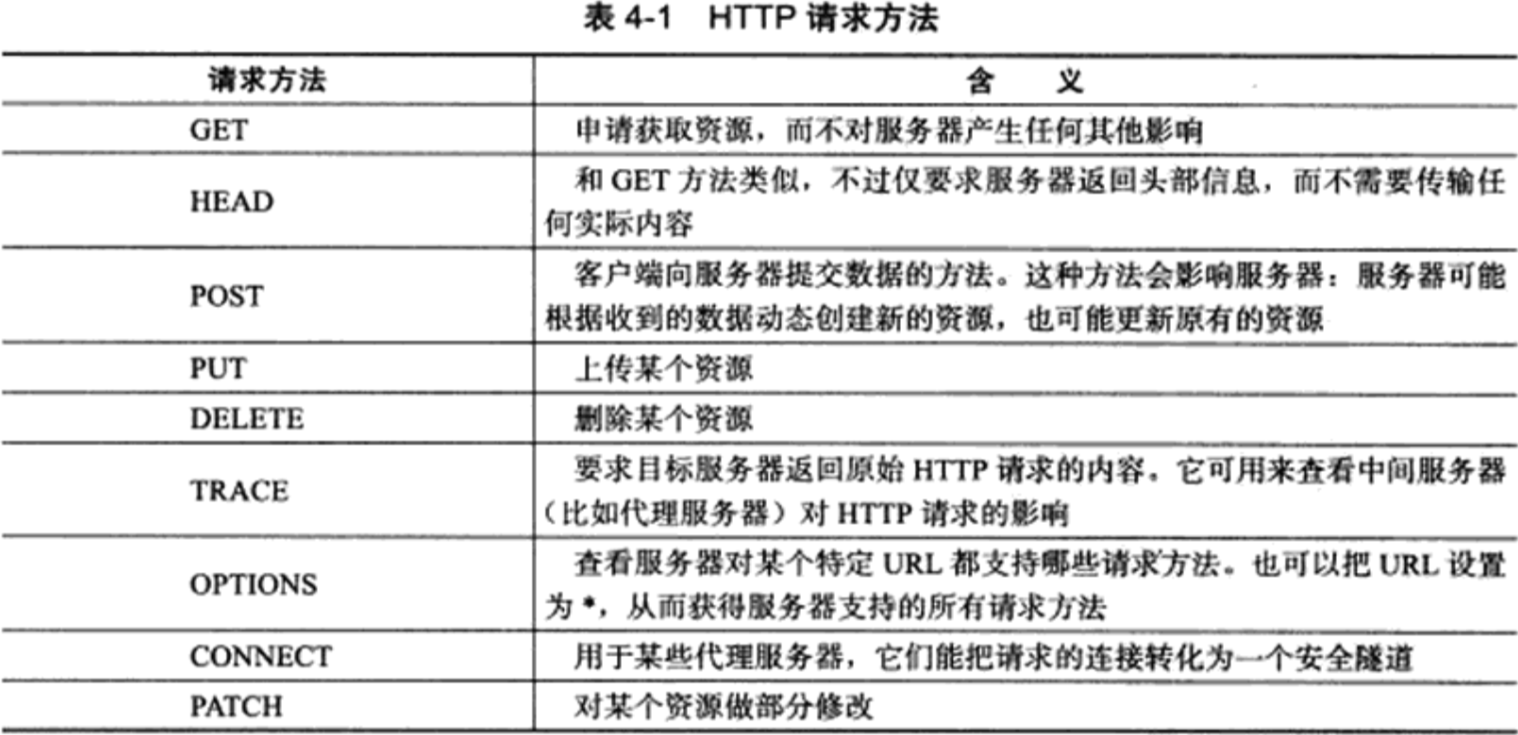 表 4-1 HTTP 请求方法
请求方法 含 义
GET 申请获取资源，而不对服务器产生任何其他影响
HEAD 和 GET 方法类似，不过仅要求服务器返回头部信息，而不需要传输任
何实际内容
POST 客户端向服务器提交数据的方法。这种方法会影响服务器：服务器可能
根据收到的数据动态创建新的资源，也可能更新原有的资源
PUT 上传某个资源
DELETE 删除某个资源
TRACE 要求目标服务器返回原始 HTTP 请求的内容。它可用来查看中间服务器
（比如代理服务器）对 HTTP 请求的影响
OPTIONS 查看服务器对某个特定 URL 都支持哪些请求方法。也可以把 URL 设置
为 *，从而获得服务器支持的所有请求方法
CONNECT 用于某些代理服务器，它们能把请求的连接转化为一个安全隧道
PATCH 对某个资源做部分修改